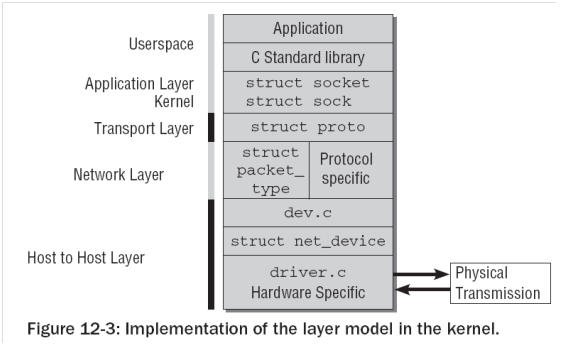 Userspace
Application
C Standard library
Application Layer
Kernel
struct socket
struct sock
Transport Layer
struct proto
Network Layer
struct
packet_
type
Protocol
specific
Host to Host Layer
dev.c
struct net_device
driver.c
Hardware Specific
Physical
Transmission
Figure 12-3: Implementation of the layer model in the kernel.